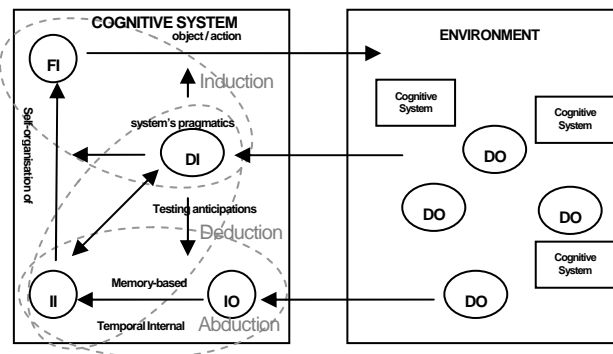 COGNITIVE SYSTEM
object / action
FI
Induction
system's pragmatics
DI
Self-organisation of
Testing anticipations
Deduction
Memory-based
II
IO
Temporal Internal
Abduction
ENVIRONMENT
Cognitive
System
Cognitive
System
DO
DO
DO
Cognitive
System
DO